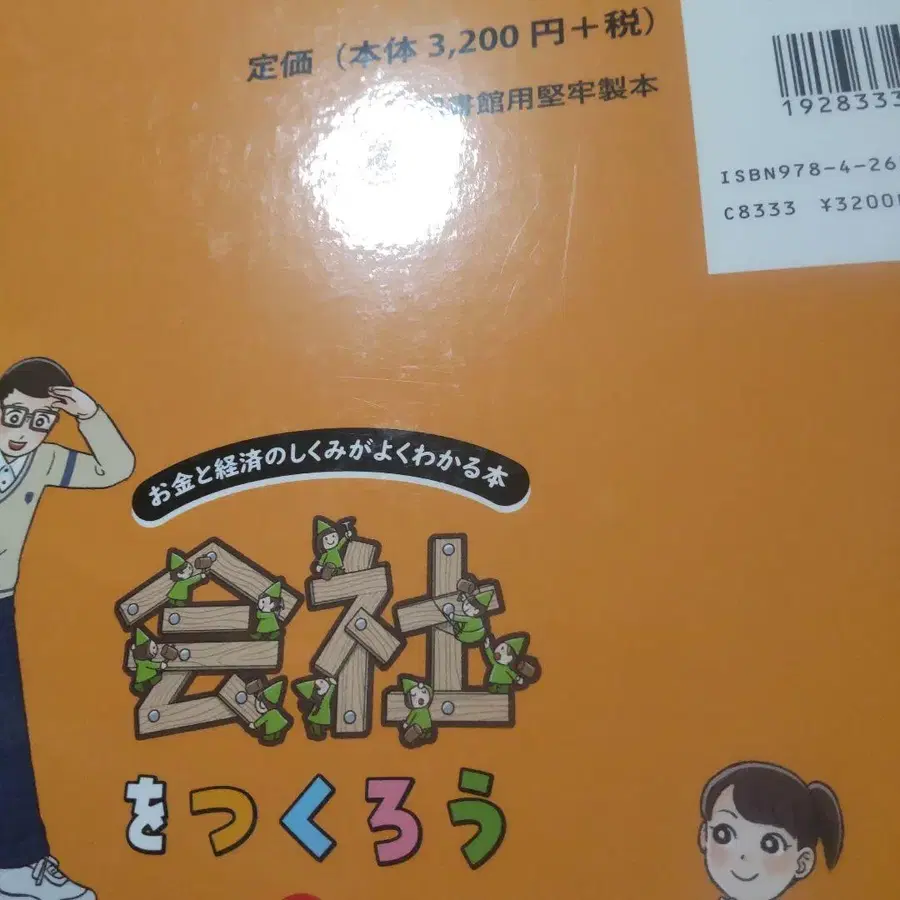 定価（本体 3,200 円＋税）
書館用堅牢製本
1928333
ISBN978-4-26
C8333 ¥3200
お金と経済のしくみがよくわかる本
会社
をつくろう